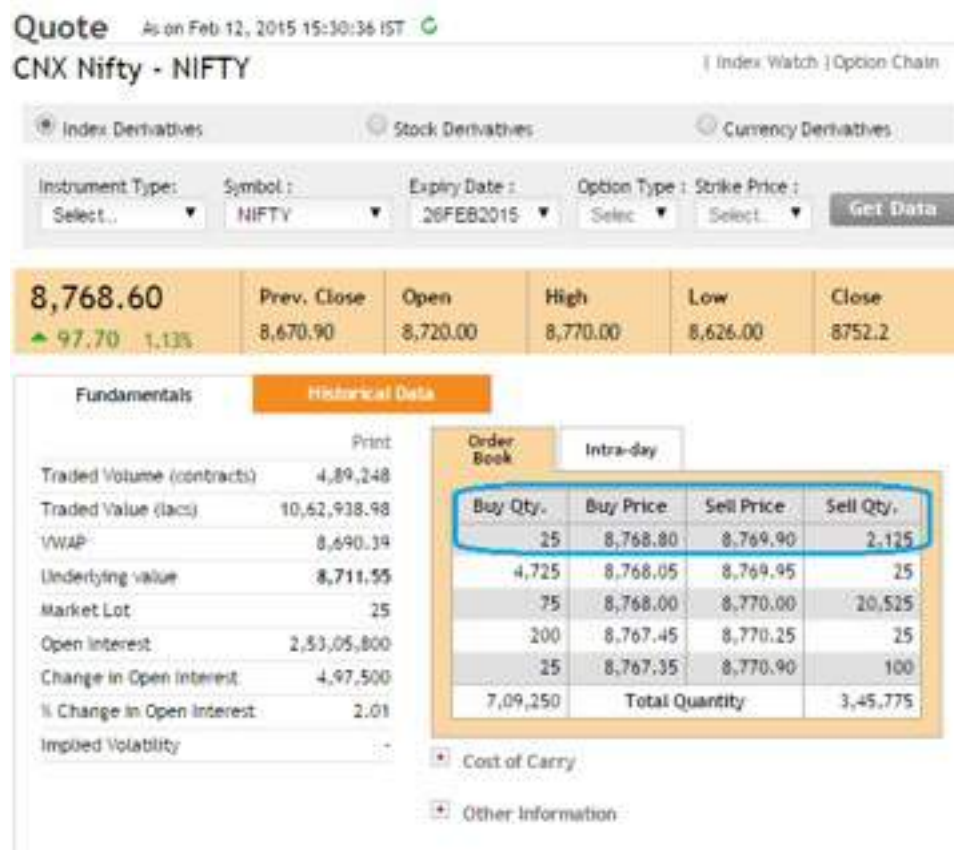 Quote As on Feb 12, 2015 15:30:36 IST
CNX Nifty - NIFTY | Index Watch | Option Chain
Index Derivatives Stock Derivatives Currency Derivatives
Instrument Type: Symbol : Expiry Date : Option Type : Strike Price :
Select... NIFTY 26FEB2015 Selec Select. Get Data
8,768.60 Prev. Close Open High Low Close
97.70 1.13% 8,670.90 8,720.00 8,770.00 8,626.00 8752.2
Fundamentals Historical Data
Print Order Book Intra-day
Traded Volume (contracts) 4,89,248
Traded Value (lacs) 10,62,938.98
VWAP 8,690.39
Underlying value 8,711.55
Market Lot 25
Open Interest 2,53,05,800
Change in Open Interest 4,97,500
% Change in Open Interest 2.01
Implied Volatility -
Buy Qty. Buy Price Sell Price Sell Qty.
25 8,768.80 8,769.90 2,125
4,725 8,768.05 8,769.95 25
75 8,768.00 8,770.00 20,525
200 8,767.45 8,770.25 25
25 8,767.35 8,770.90 100
7,09,250 Total Quantity 3,45,775
Cost of Carry
Other Information